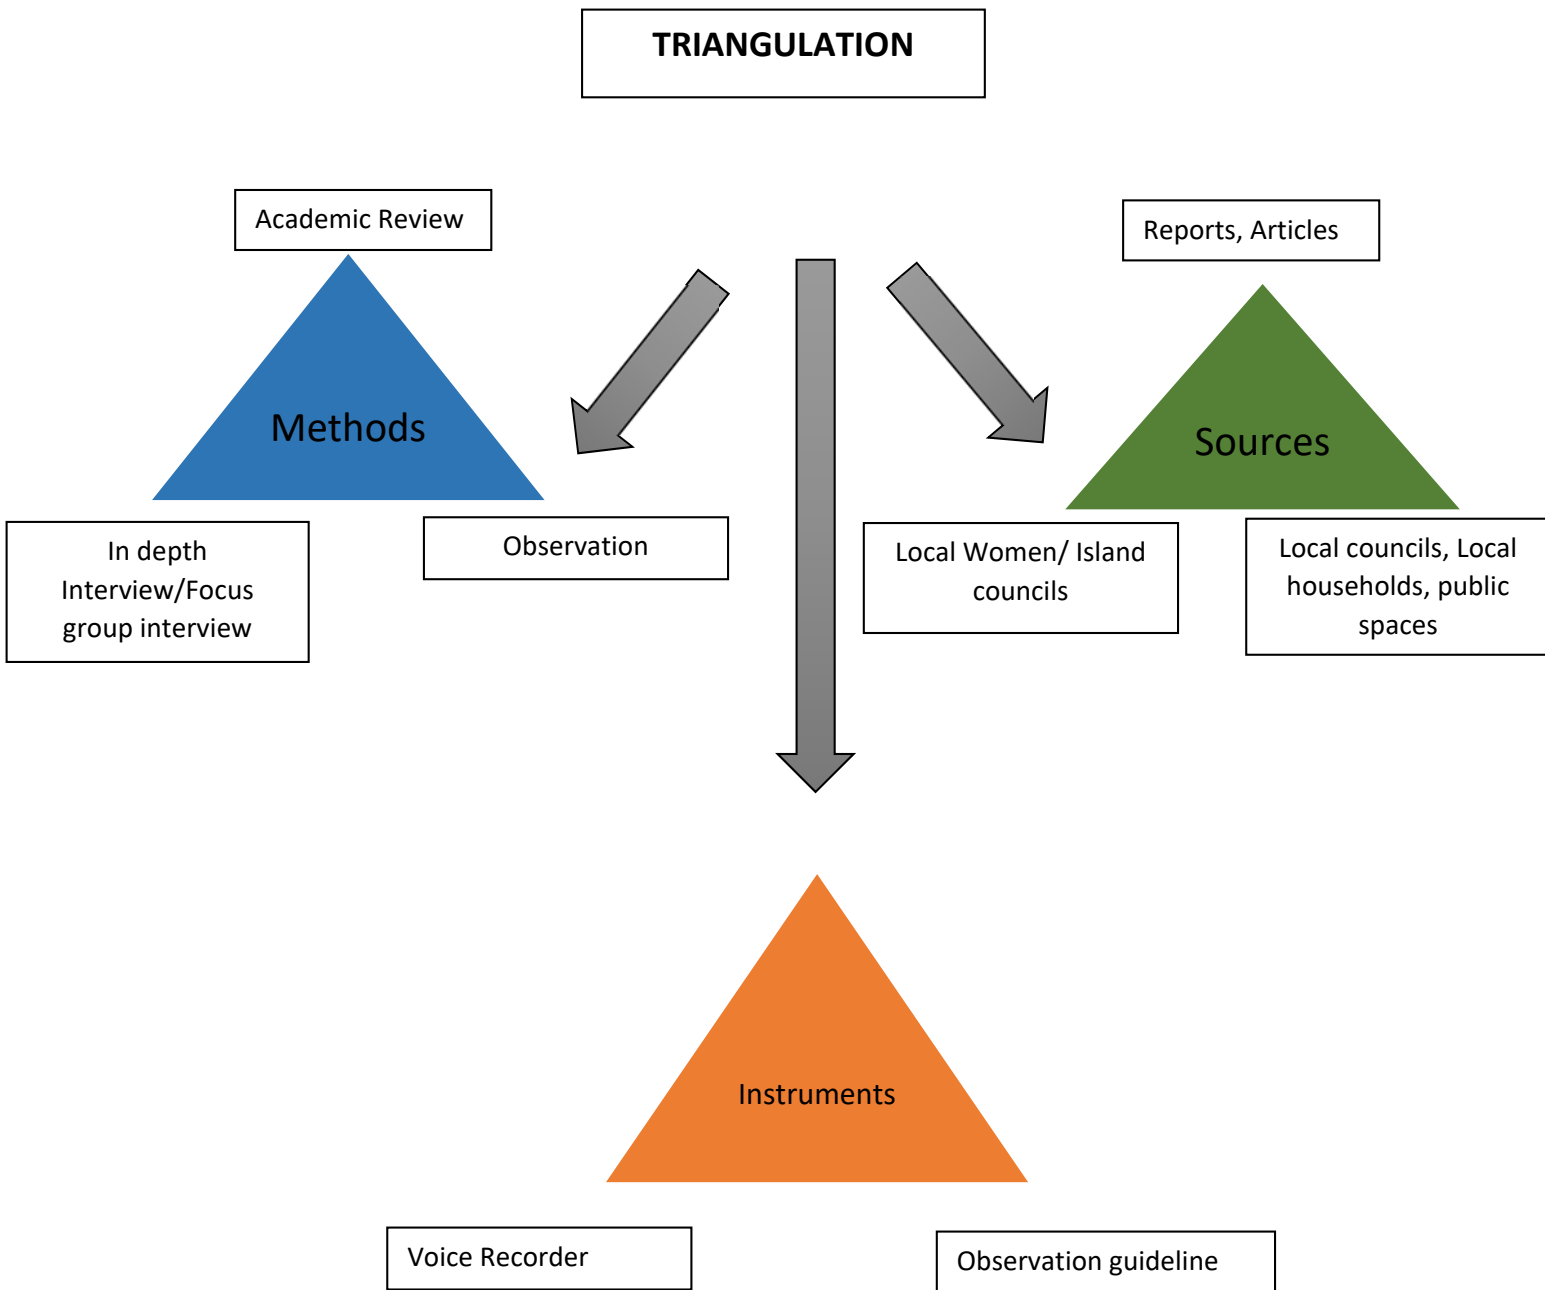 TRIANGULATION
Academic Review
Reports, Articles
Methods
Sources
In depth
Interview/Focus
group interview
Observation
Local Women/ Island
councils
Local councils, Local
households, public
spaces
Instruments
Voice Recorder
Observation guideline